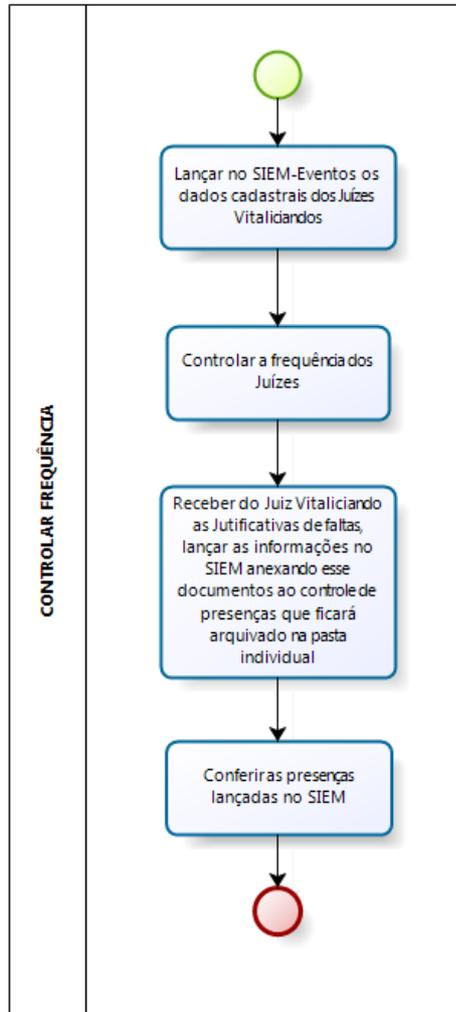 CONTROLAR FREQUÊNCIA
Lançar no SIEM-Eventos os
dados cadastrais dos Juízes
Vitaliciandos
Controlar a frequência dos
Juízes
Receber do Juiz Vitaliciando
as Jutificativas de faltas,
lançar as informações no
SIEM anexando esse
documentos ao controle de
presenças que ficará
arquivado na pasta
individual
Conferir as presenças
lançadas no SIEM